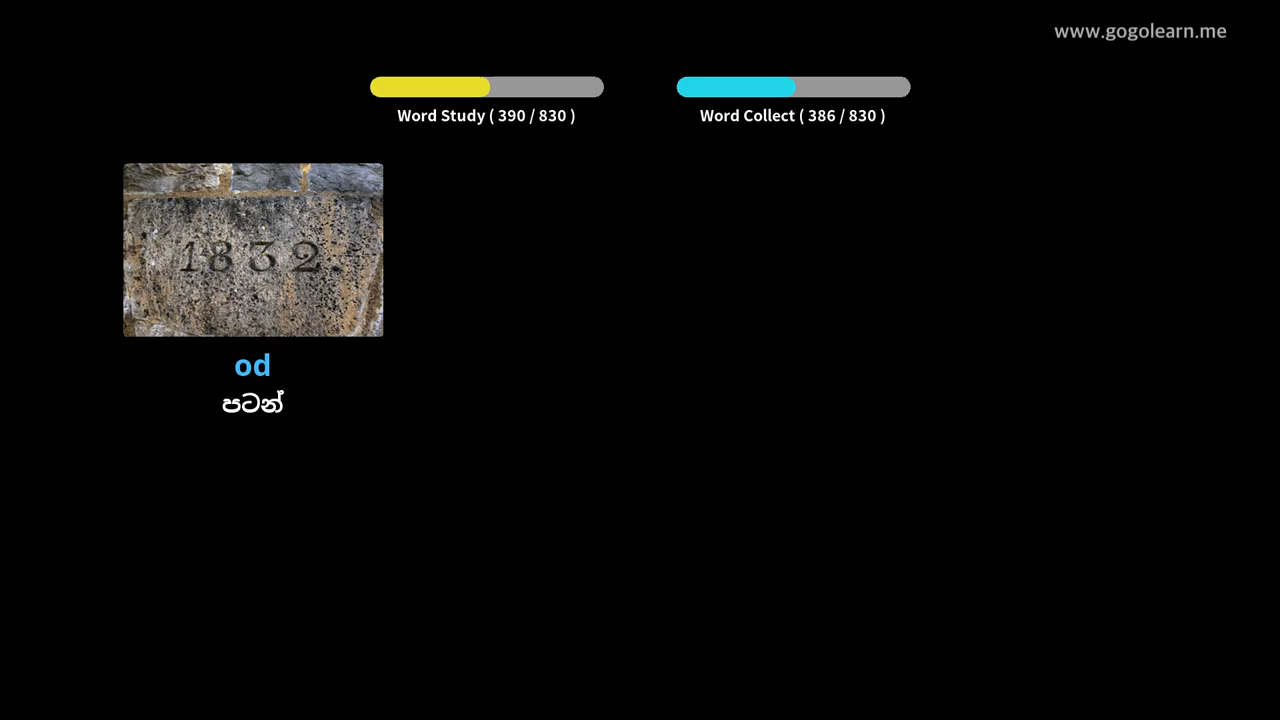 www.gogolearn.me
Word Study ( 390 / 830 )
Word Collect ( 386 / 830 )
1832.
od
පටන්